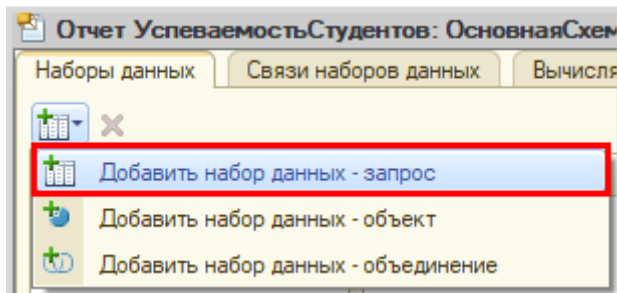 Отчет УспеваемостьСтудентов: ОсновнаяСхем
Наборы данных Связи наборов данных Вычисля
Добавить набор данных - запрос
Добавить набор данных - объект
Добавить набор данных - объединение